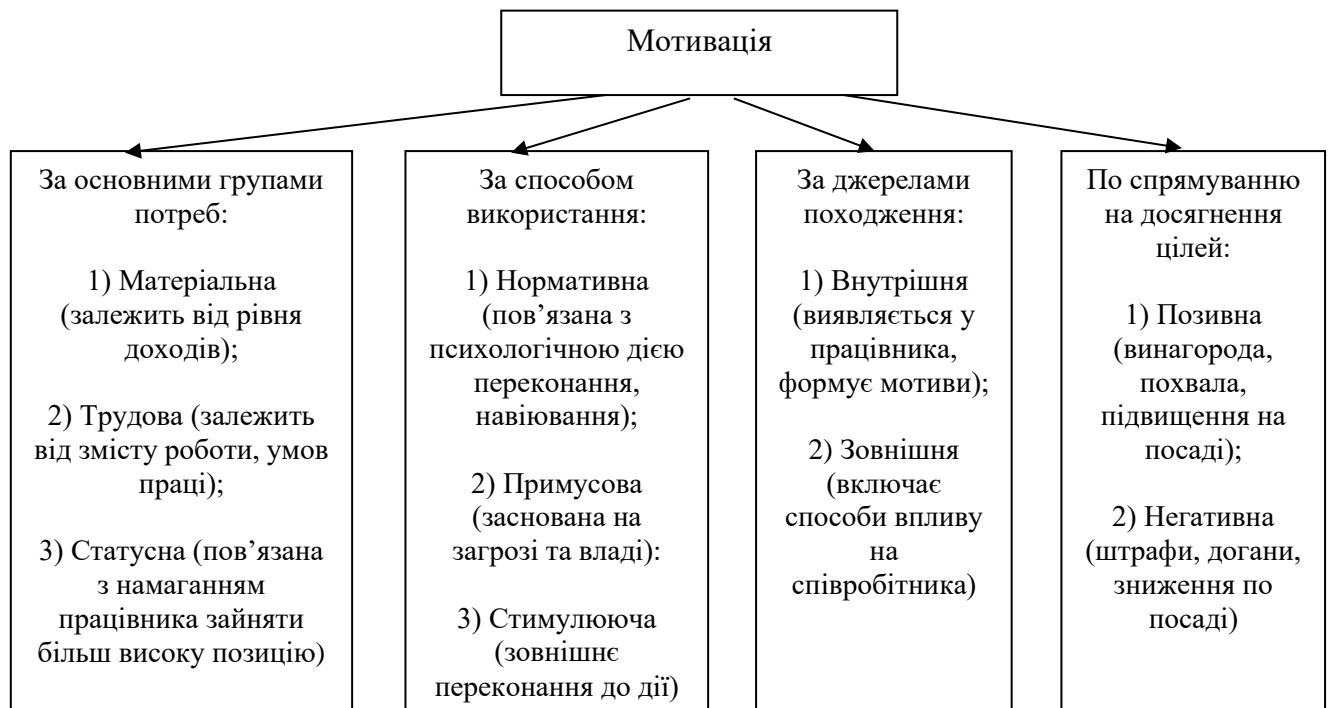 Мотивація
За основними групами
потреб:
1) Матеріальна
(залежить від рівня
доходів);
2) Трудова (залежить
від змісту роботи, умов
праці);
3) Статусна (пов’язана
з намаганням
працівника зайняти
більш високу позицію)
За способом
використання:
1) Нормативна
(пов’язана з
психологічною дією
переконання,
навіювання);
2) Примусова
(заснована на
загрозі та владі):
3) Стимулююча
(зовнішнє
переконання до дії)
За джерелами
походження:
1) Внутрішня
(виявляється у
працівника,
формує мотиви);
2) Зовнішня
(включає
способи впливу
на
співробітника)
По спрямуванню
на досягнення
цілей:
1) Позивна
(винагорода,
похвала,
підвищення на
посаді);
2) Негативна
(штрафи, догани,
зниження по
посаді)